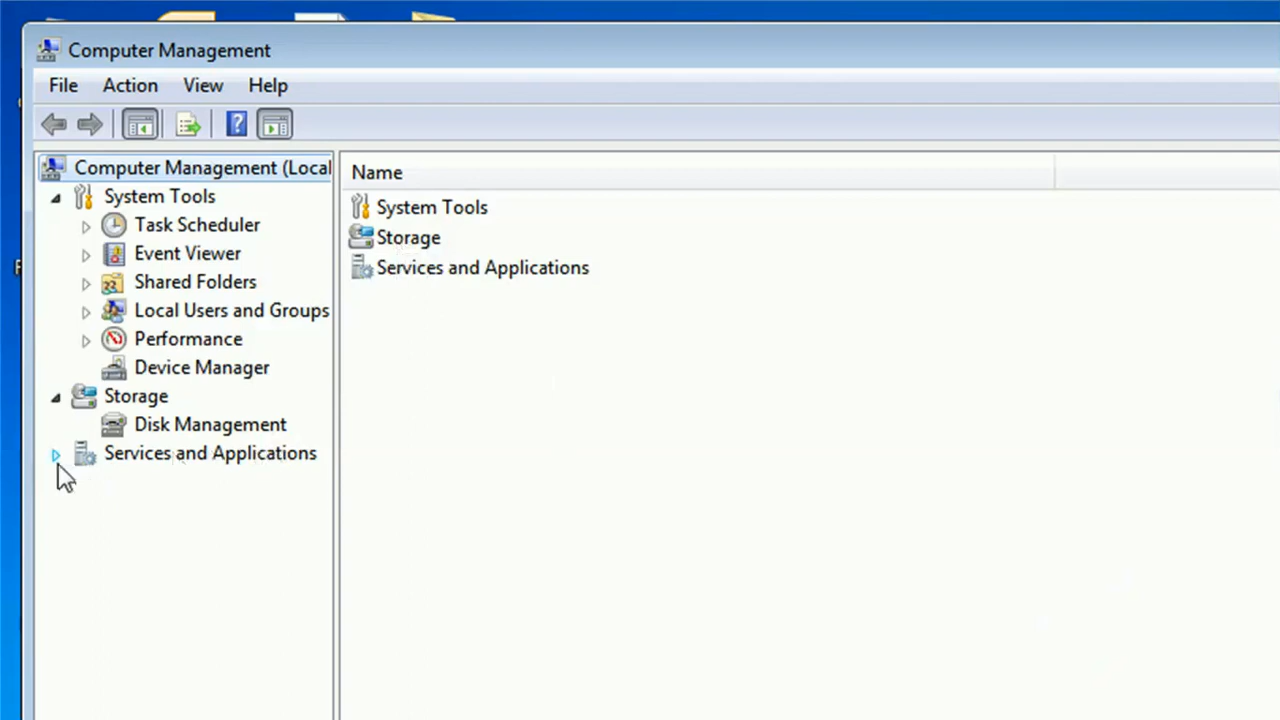 Computer Management
File Action View Help
Computer Management (Local
System Tools
Task Scheduler
Event Viewer
Shared Folders
Local Users and Groups
Performance
Device Manager
Storage
Disk Management
Services and Applications
Name
System Tools
Storage
Services and Applications